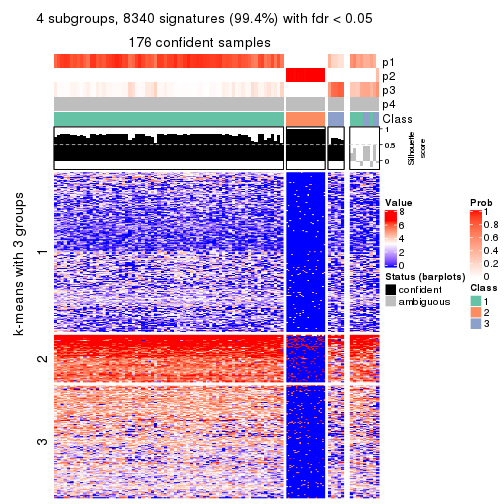 4 subgroups, 8340 signatures (99.4%) with fdr < 0.05
176 confident samples
p1
p2
p3
p4
Class
1
0.5
0
Silhouette
score
k-means with 3 groups
1
2
3
Value
8
6
4
2
0
Status (barplots)
confident
ambiguous
Prob
1
0.8
0.6
0.4
0.2
0
Class
1
2
3